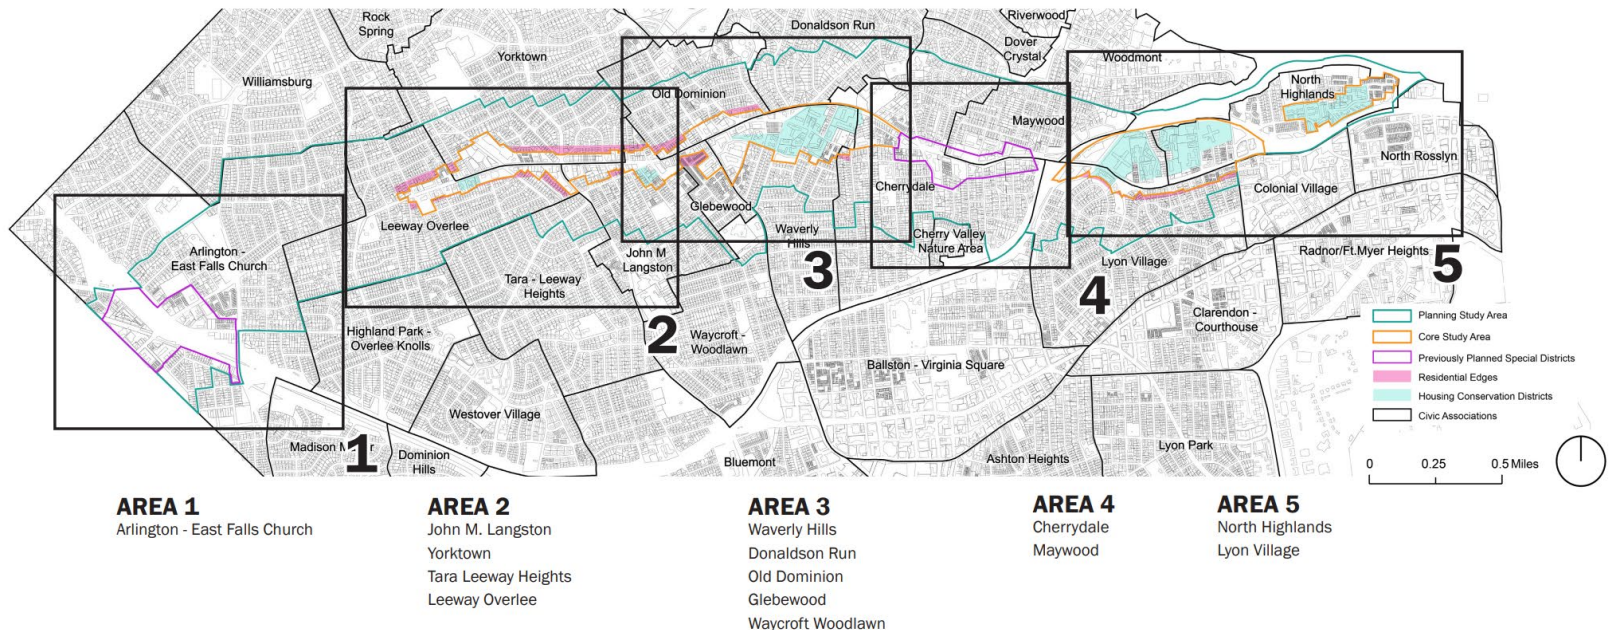 Rock
Spring
Donaldson Run
Riverwood
Dover
Crystal
Woodmont
Yorktown
Williamsburg
Old Dominion
North
Highlands
Maywood
North Rosslyn
Cherrydale
Colonial Village
Glebewood
Leeway Overlee
Waverly
Hills
Cherry Valley
Nature Area
Arlington -
East Falls Church
John M
Langston
Lyon Village
Radnor/Ft.Myer Heights
Tara - Leeway
Heights
3
5
4
2
1
Highland Park -
Overlee Knolls
Waycroft -
Woodlawn
Clarendon -
Courthouse
Ballston - Virginia Square
Westover Village
Madison M r
Dominion
Hills
Bluemont
Ashton Heights
Lyon Park
Planning Study Area
Core Study Area
Previously Planned Special Districts
Residential Edges
Housing Conservation Districts
Civic Associations
0 0.25 0.5 Miles
AREA 1
Arlington - East Falls Church
AREA 2
John M. Langston
Yorktown
Tara Leeway Heights
Leeway Overlee
AREA 3
Waverly Hills
Donaldson Run
Old Dominion
Glebewood
Waycroft Woodlawn
AREA 4
Cherrydale
Maywood
AREA 5
North Highlands
Lyon Village